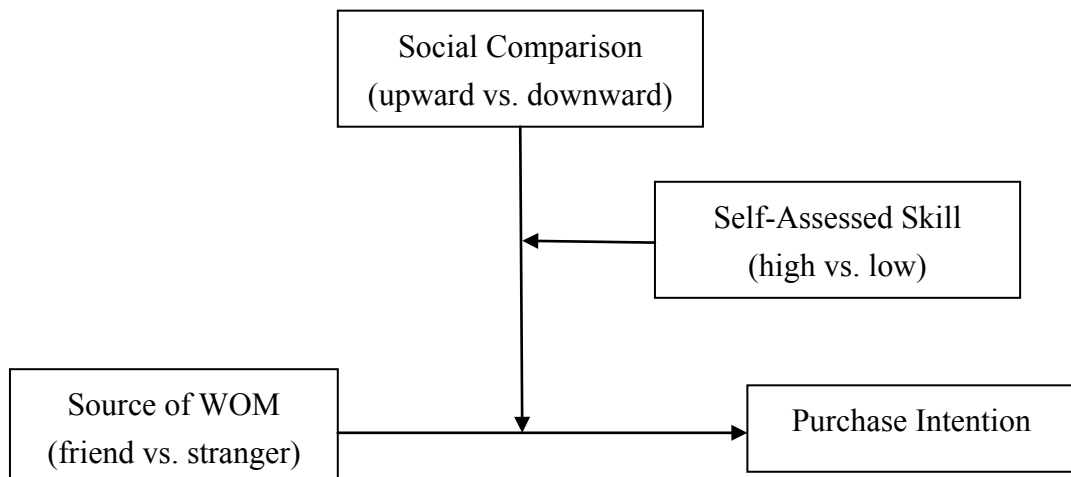 Social Comparison
(upward vs. downward)
Self-Assessed Skill
(high vs. low)
Source of WOM
(friend vs. stranger)
Purchase Intention